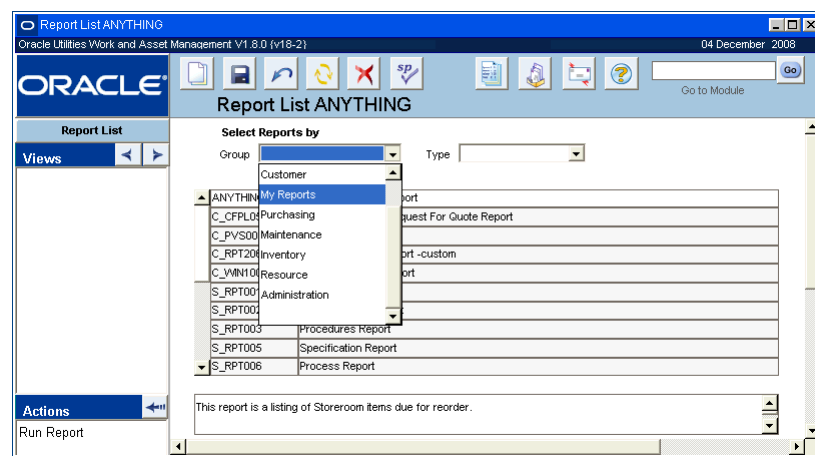 Report List ANYTHING
Oracle Utilities Work and Asset Management V1.8.0 {v18-2} 04 December 2008
ORACLE
Report List ANYTHING
sp
Go
Go to Module
Report List
Views
Select Reports by
Group Type
Customer
My Reports
Purchasing
Maintenance
Inventory
Resource
Administration
ANYTHIN port
C_CFPL0 quest For Quote Report
C_PVS00
C_RPT20 ort -custom
C_WIN10 ort
S_RPT00
S_RPT002
S_RPT003 Procedures Report
S_RPT005 Specification Report
S_RPT006 Process Report
This report is a listing of Storeroom items due for reorder.
Actions
Run Report